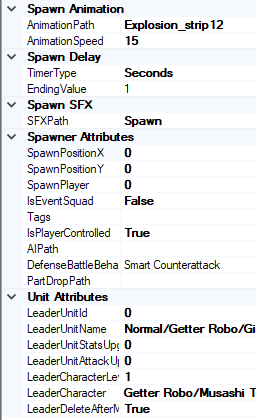 Spawn Animation
AnimationPath Explosion_strip12
AnimationSpeed 15
Spawn Delay
TimerType Seconds
EndingValue 1
Spawn SFX
SFXPath Spawn
Spawner Attributes
SpawnPositionX 0
SpawnPositionY 0
SpawnPlayer 0
IsEventSquad False
Tags
IsPlayerControlled True
AIPath
DefenseBattleBeha Smart Counterattack
PartDropPath
Unit Attributes
LeaderUnitId 0
LeaderUnitName Normal/Getter Robo/Gi
LeaderUnitStatsUpg 0
LeaderUnitAttackUp 0
LeaderCharacterLev 1
LeaderCharacter Getter Robo/Musashi T
LeaderDeleteAfterM True